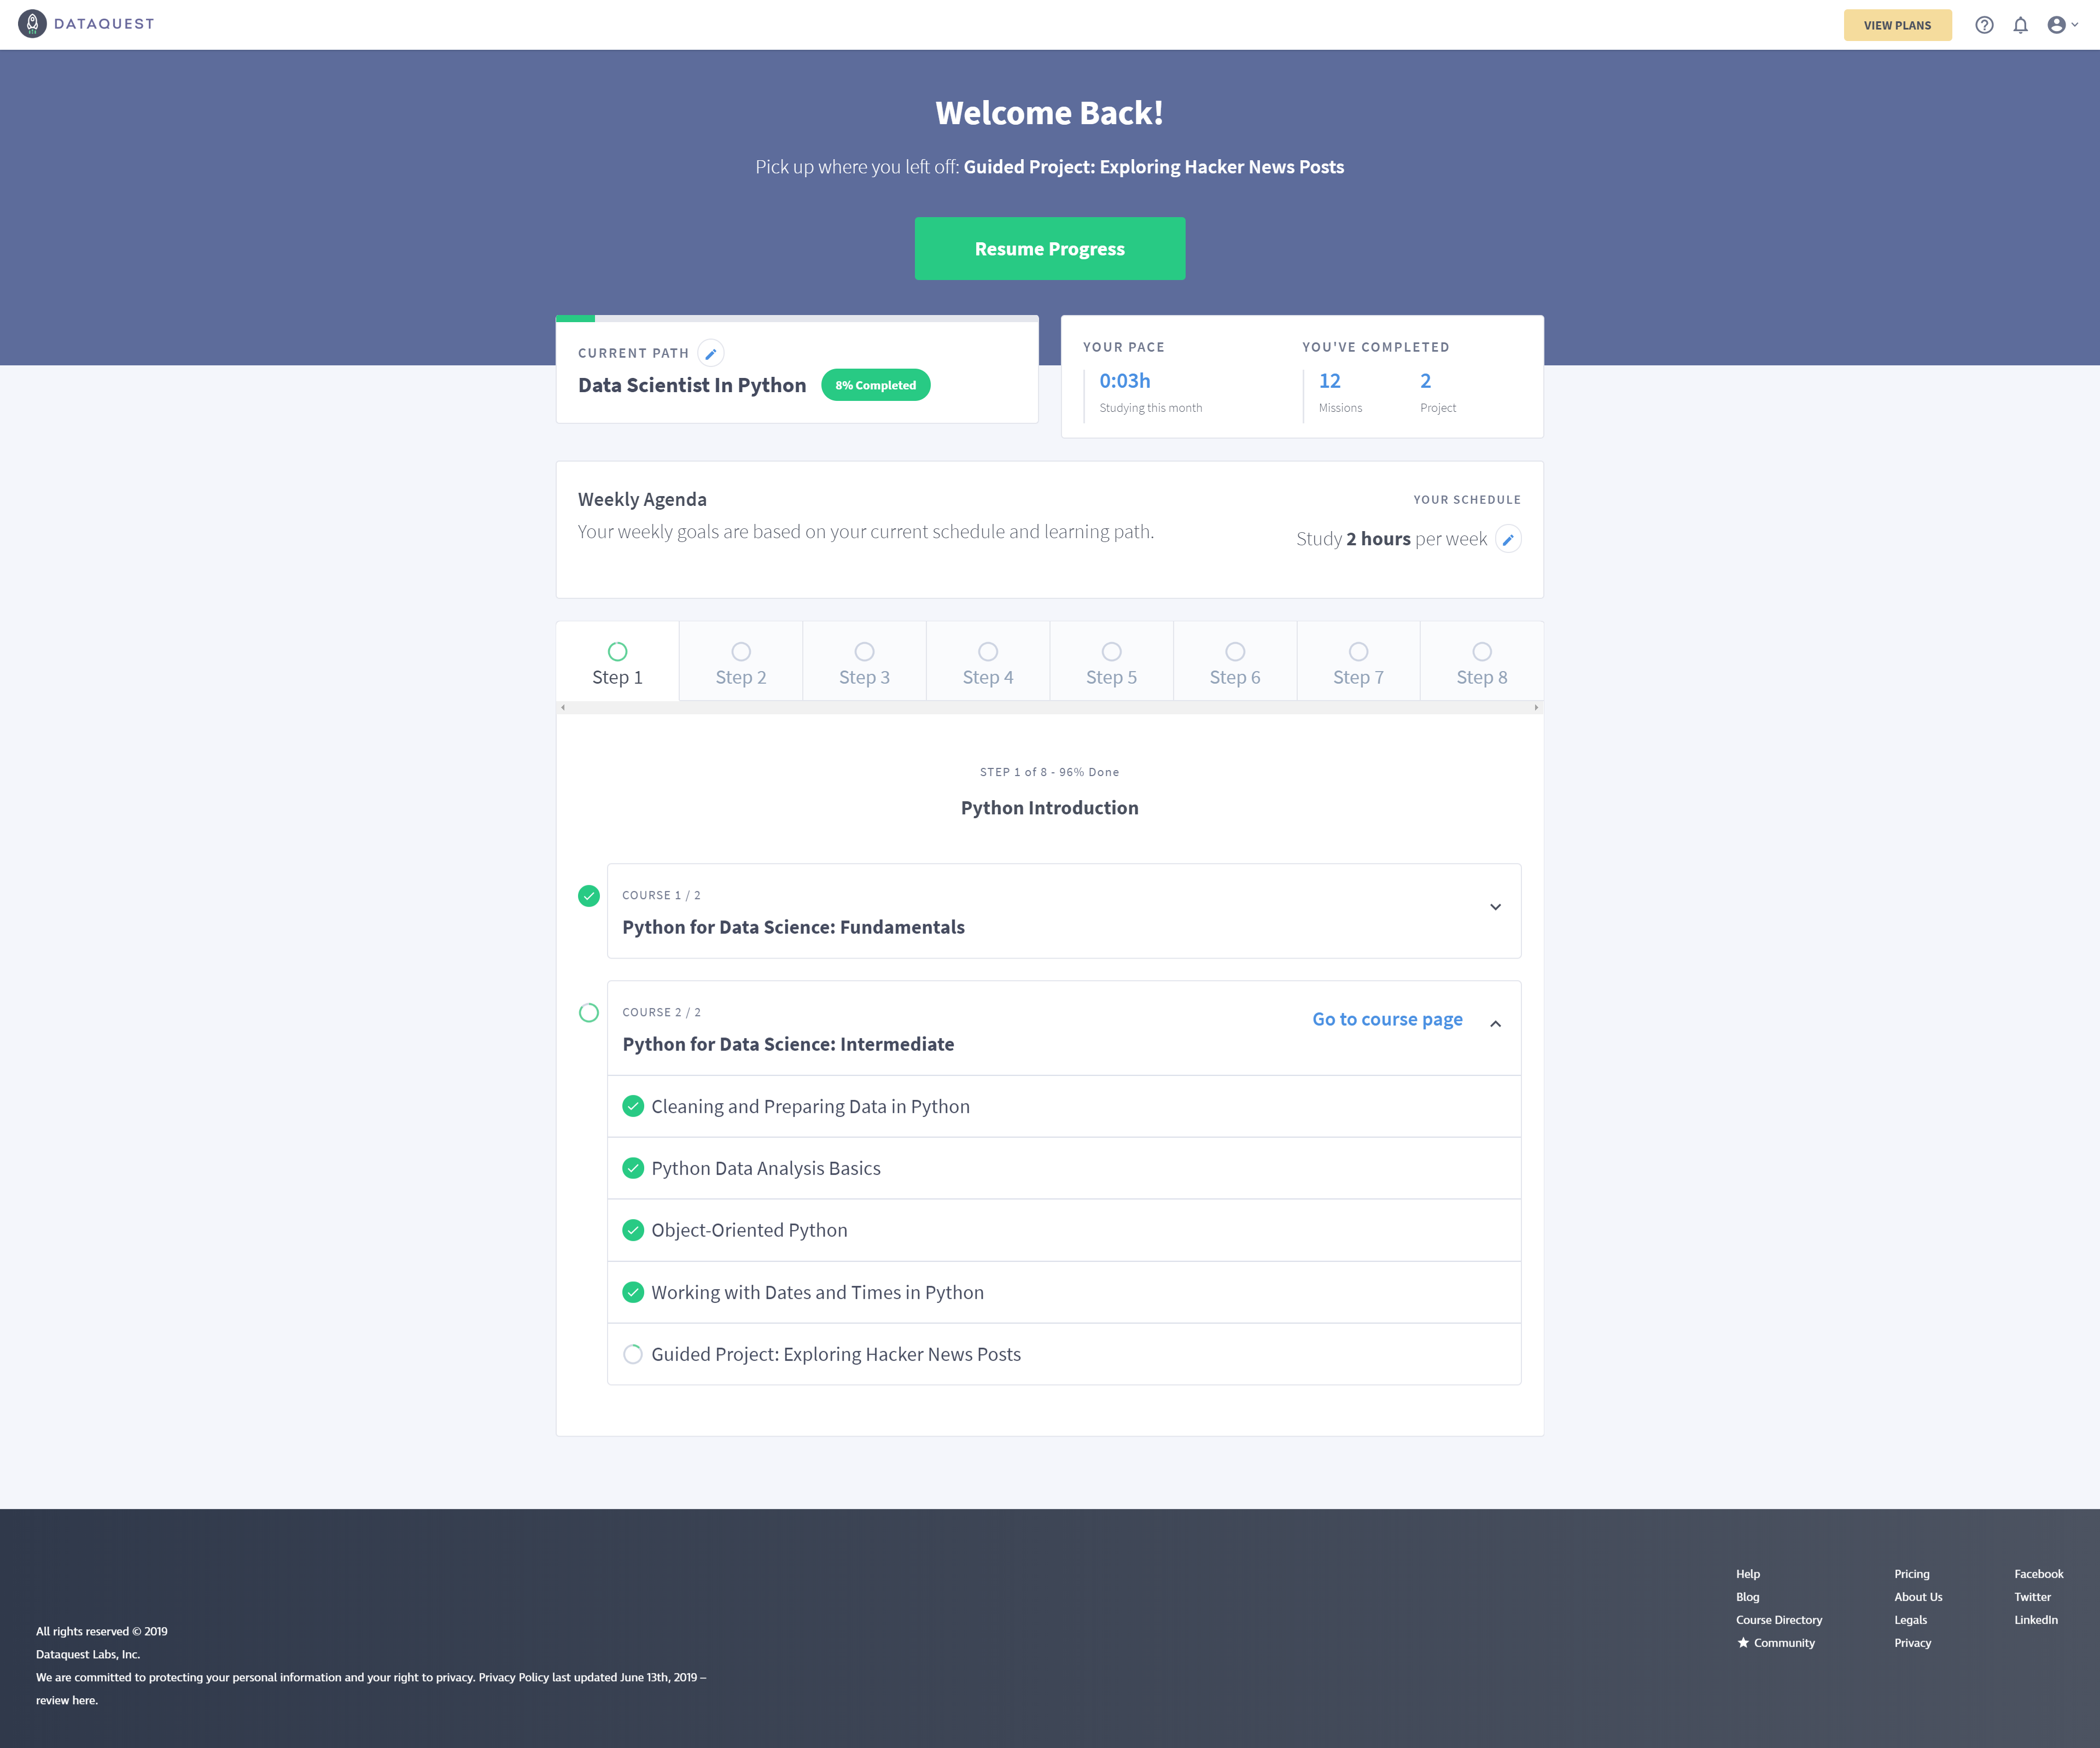 DATAQUEST
VIEW PLANS
Welcome Back!
Pick up where you left off: Guided Project: Exploring Hacker News Posts
Resume Progress
CURRENT PATH
Data Scientist In Python
8% Completed
YOUR PACE
0:03h
Studying this month
YOU'VE COMPLETED
12
Missions
2
Project
Weekly Agenda
Your weekly goals are based on your current schedule and learning path.
YOUR SCHEDULE
Study 2 hours per week
Step 1
Step 2
Step 3
Step 4
Step 5
Step 6
Step 7
Step 8
STEP 1 of 8 - 96% Done
Python Introduction
COURSE 1 / 2
Python for Data Science: Fundamentals
COURSE 2 / 2
Python for Data Science: Intermediate
Go to course page
Cleaning and Preparing Data in Python
Python Data Analysis Basics
Object-Oriented Python
Working with Dates and Times in Python
Guided Project: Exploring Hacker News Posts
All rights reserved © 2019
Dataquest Labs, Inc.
We are committed to protecting your personal information and your right to privacy. Privacy Policy last updated June 13th, 2019 –
review here.
Help
Blog
Course Directory
Community
Pricing
About Us
Legals
Privacy
Facebook
Twitter
LinkedIn